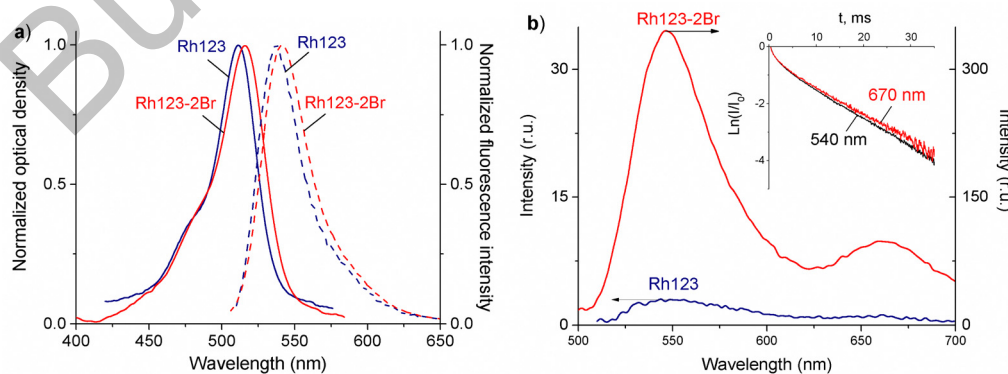 Bu
a)
Rh123
Rh123
Rh123-2Br
Rh123-2Br
1.0
0.5
0.0
1.0
0.5
0.0
400
450
500
550
600
650
Normalized optical density
Normalized fluorescence intensity
Wavelength (nm)
b)
Rh123-2Br
Rh123
30
15
0
300
150
0
500
550
600
650
700
Intensity (r.u.)
Intensity (r.u.)
Wavelength (nm)
t, ms
0
10
20
30
0
-2
-4
Ln(I/I₀)
670 nm
540 nm